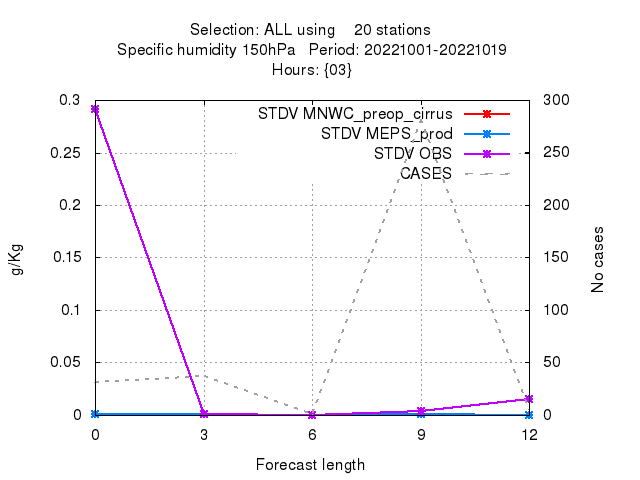 Selection: ALL using    20 stations
Specific humidity 150hPa   Period: 20221001-20221019
Hours: {03}
STDV MNWC_preop_cirrus
STDV MEPS_prod
STDV OBS
CASES
0.3
0.25
0.2
0.15
0.1
0.05
0
300
250
200
150
100
50
0
g/Kg
No cases
0 3 6 9 12
Forecast length